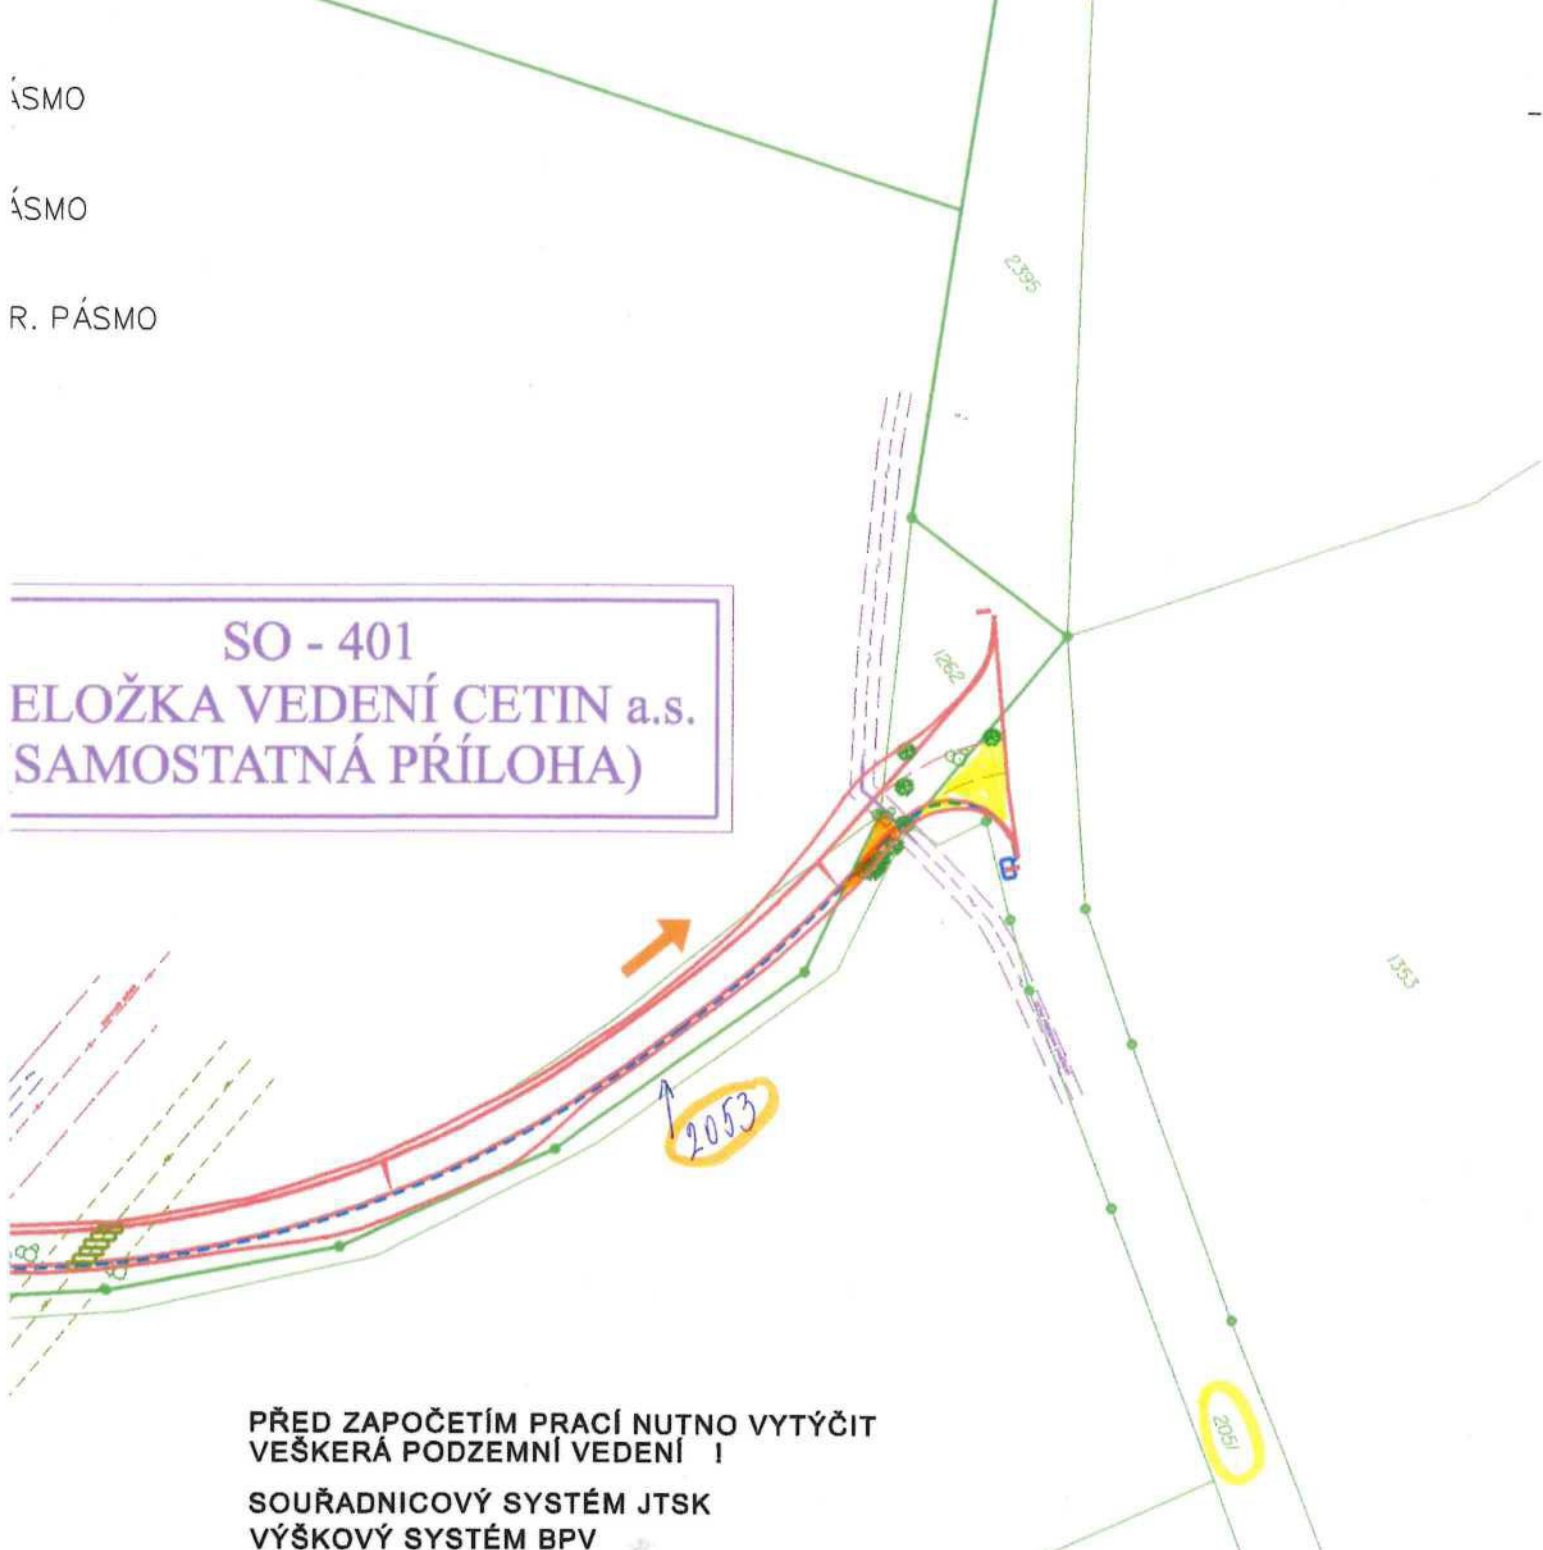 ÁSMO
ÁSMO
R. PÁSMO
2395
SO - 401
ELOŽKA VEDENÍ CETIN a.s.
(SAMOSTATNÁ PŘÍLOHA)
1262
1353
2053
2051
PŘED ZAPOČETÍM PRACÍ NUTNO VYTÝČIT
VEŠKERÁ PODZEMNÍ VEDENÍ !
SOUŘADNICOVÝ SYSTÉM JTSK
VÝŠKOVÝ SYSTÉM BPV